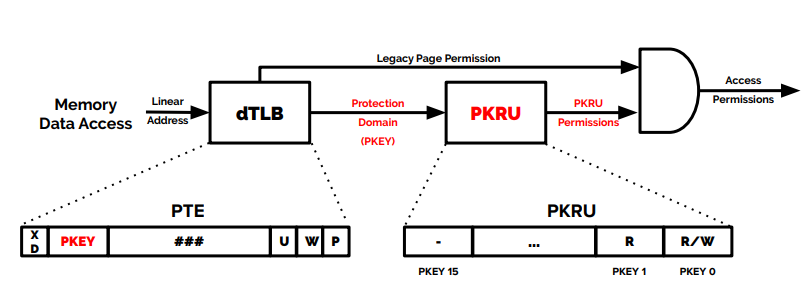 Legacy Page Permission
Memory
Data Access
Linear
Address
dTLB
Protection
Domain
(PKEY)
PKRU
PKRU
Permissions
Access
Permissions
PTE
X
D
PKEY
###
U
W
P
PKRU
-
...
R
R/W
PKEY 15
PKEY 1
PKEY 0